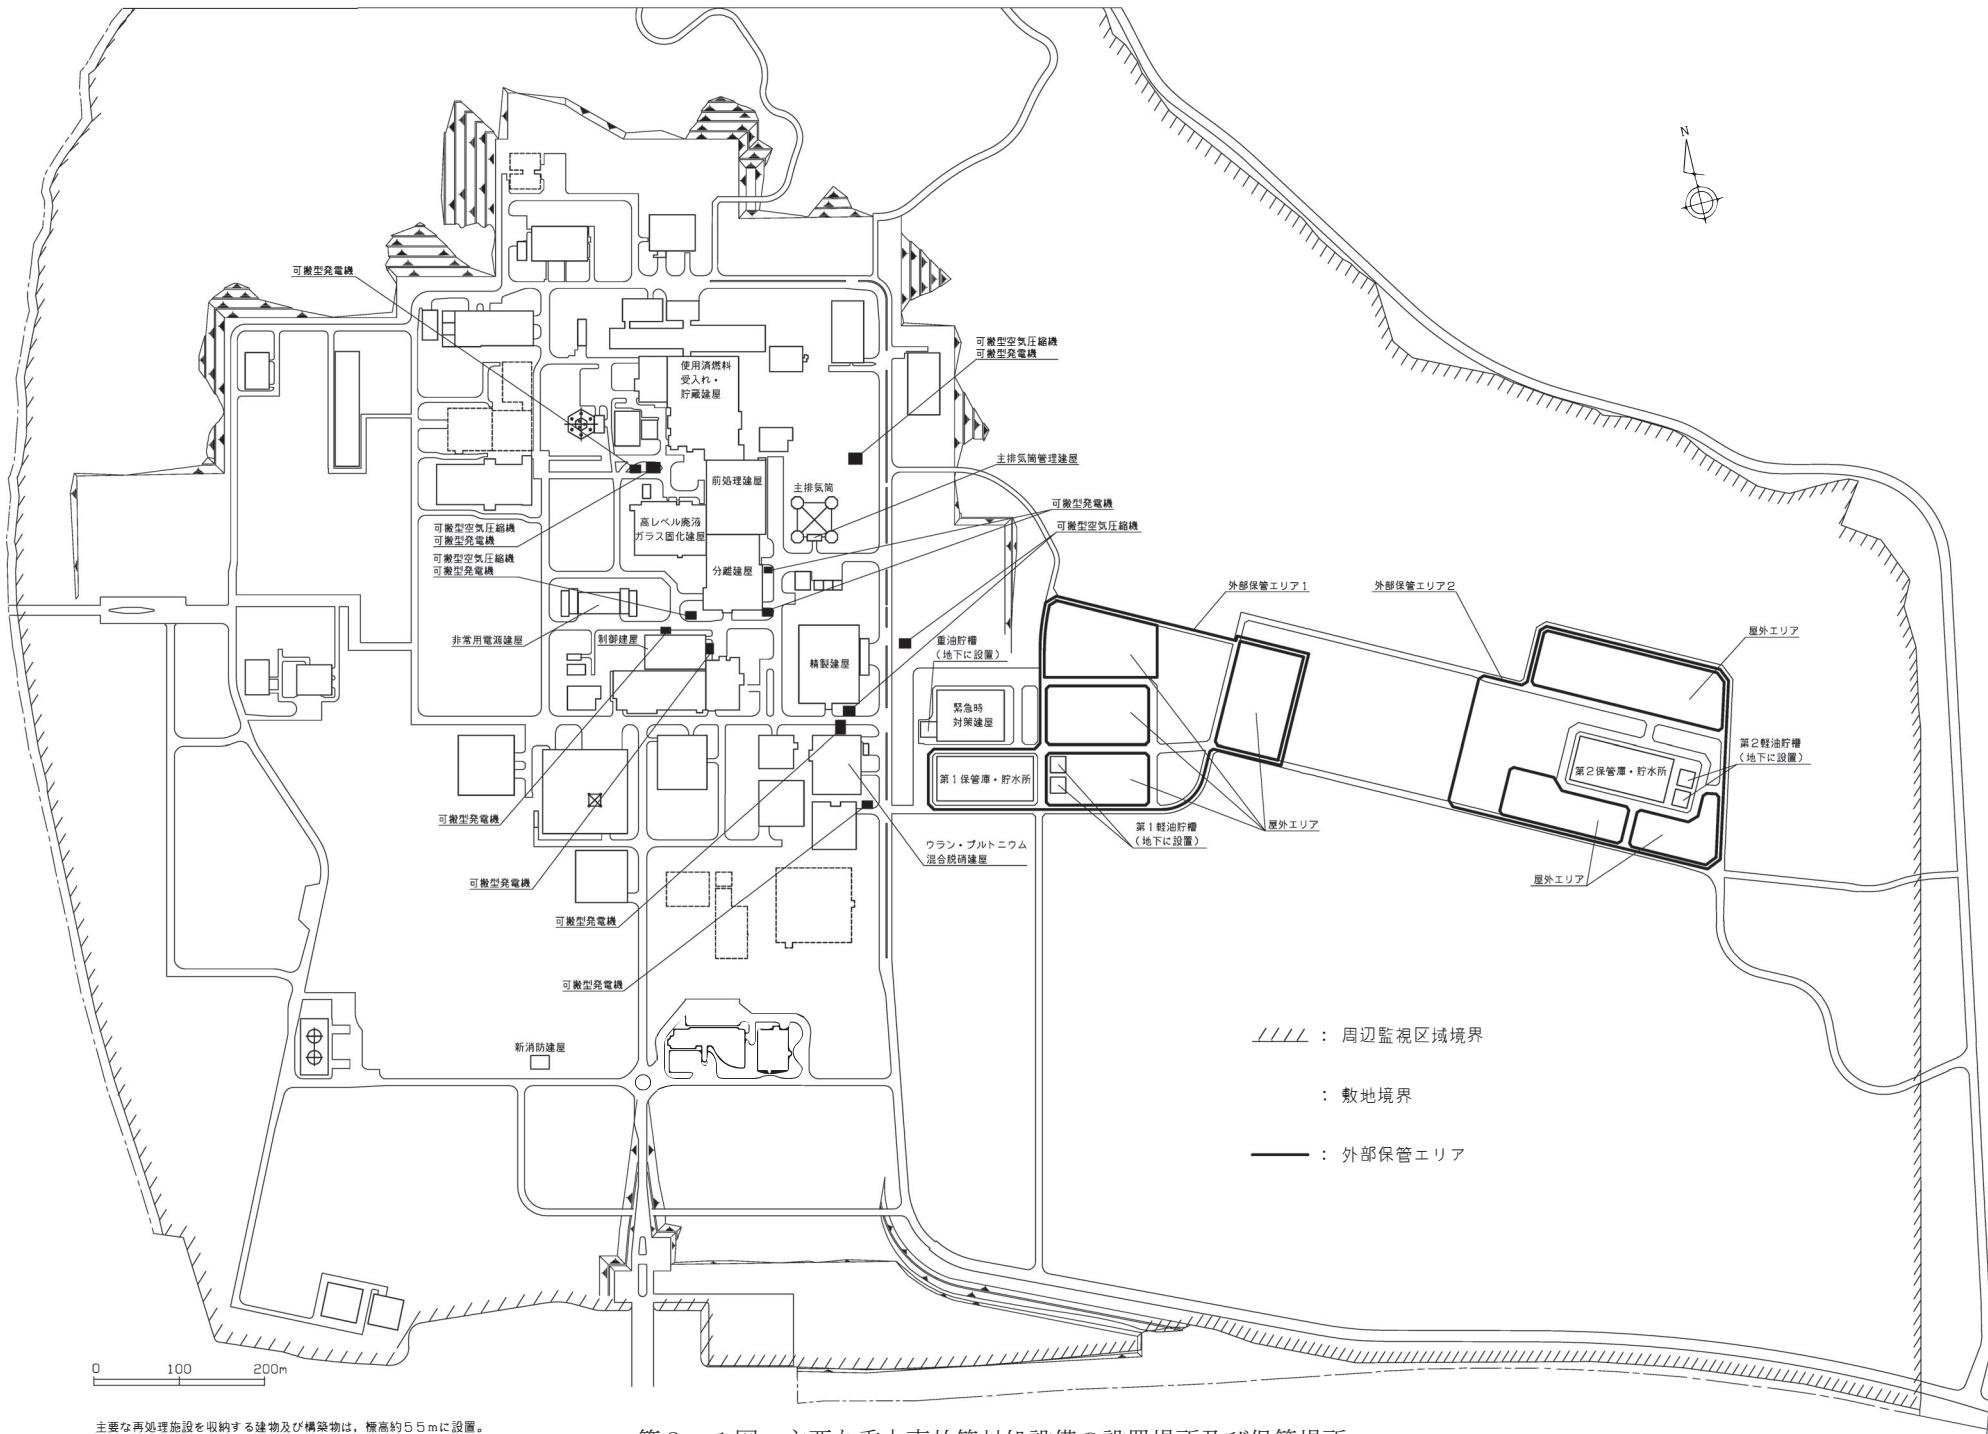 N
可搬型発電機
可搬型空気圧縮機
可搬型発電機
使用済燃料
受入れ・
貯蔵建屋
主排気筒管理建屋
前処理建屋
主排気筒
可搬型発電機
可搬型空気圧縮機
高レベル廃液
ガラス固化建屋
可搬型空気圧縮機
可搬型発電機
可搬型空気圧縮機
可搬型発電機
分離建屋
外部保管エリア1
外部保管エリア2
非常用電源建屋
制御建屋
精製建屋
重油貯槽
(地下に設置)
屋外エリア
緊急時
対策建屋
第1保管庫・貯水所
第2保管庫・貯水所
第2軽油貯槽
(地下に設置)
可搬型発電機
第1軽油貯槽
(地下に設置)
屋外エリア
ウラン・プルトニウム
混合脱硝建屋
可搬型発電機
屋外エリア
可搬型発電機
可搬型発電機
新消防建屋
: 周辺監視区域境界
: 敷地境界
: 外部保管エリア
0 100 200m
主要な再処理施設を収納する建物及び構築物は，標高約55mに設置。